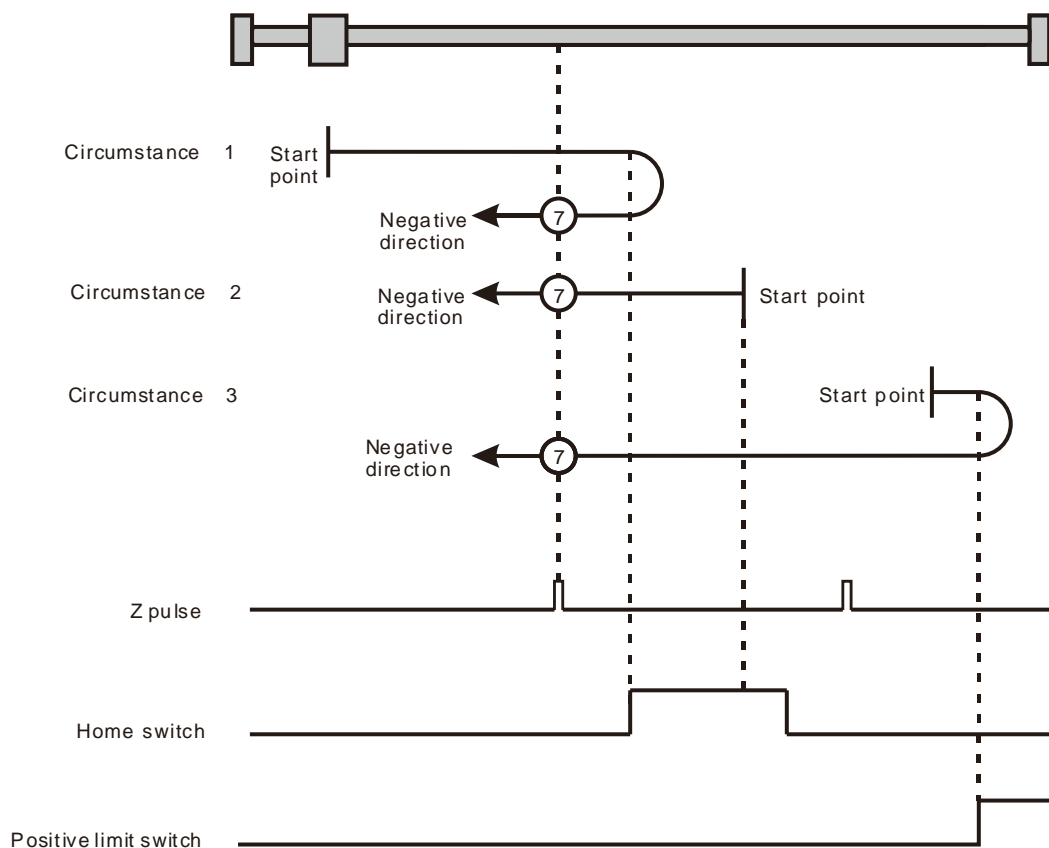 Circumstance 1
Start
point
7
Negative
direction
Circumstance 2
7
Negative
direction
Start point
Circumstance 3
Start point
7
Negative
direction
Z pulse
Home switch
Positive limit switch